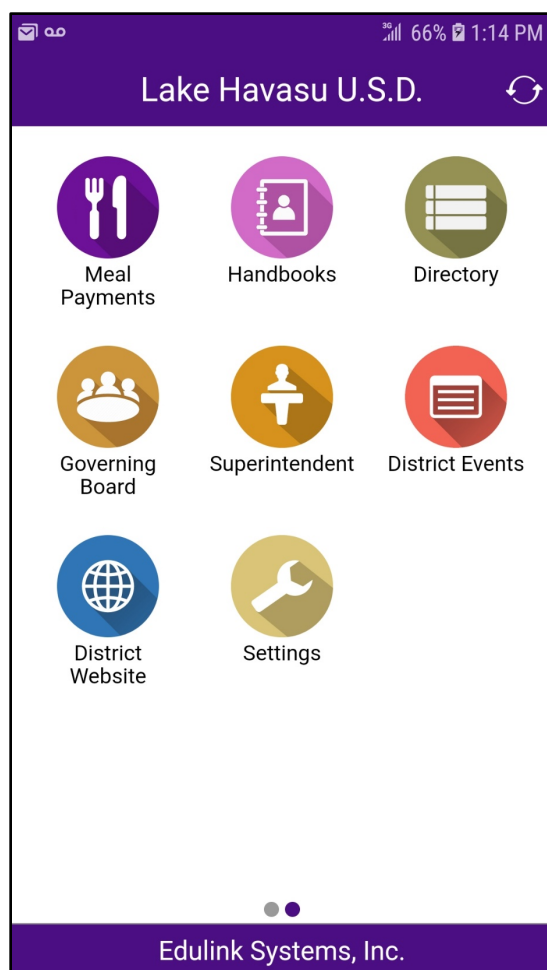 3G 66% 1:14 PM
Lake Havasu U.S.D.
Meal
Payments
Handbooks
Directory
Governing
Board
Superintendent
District Events
District
Website
Settings
Edulink Systems, Inc.